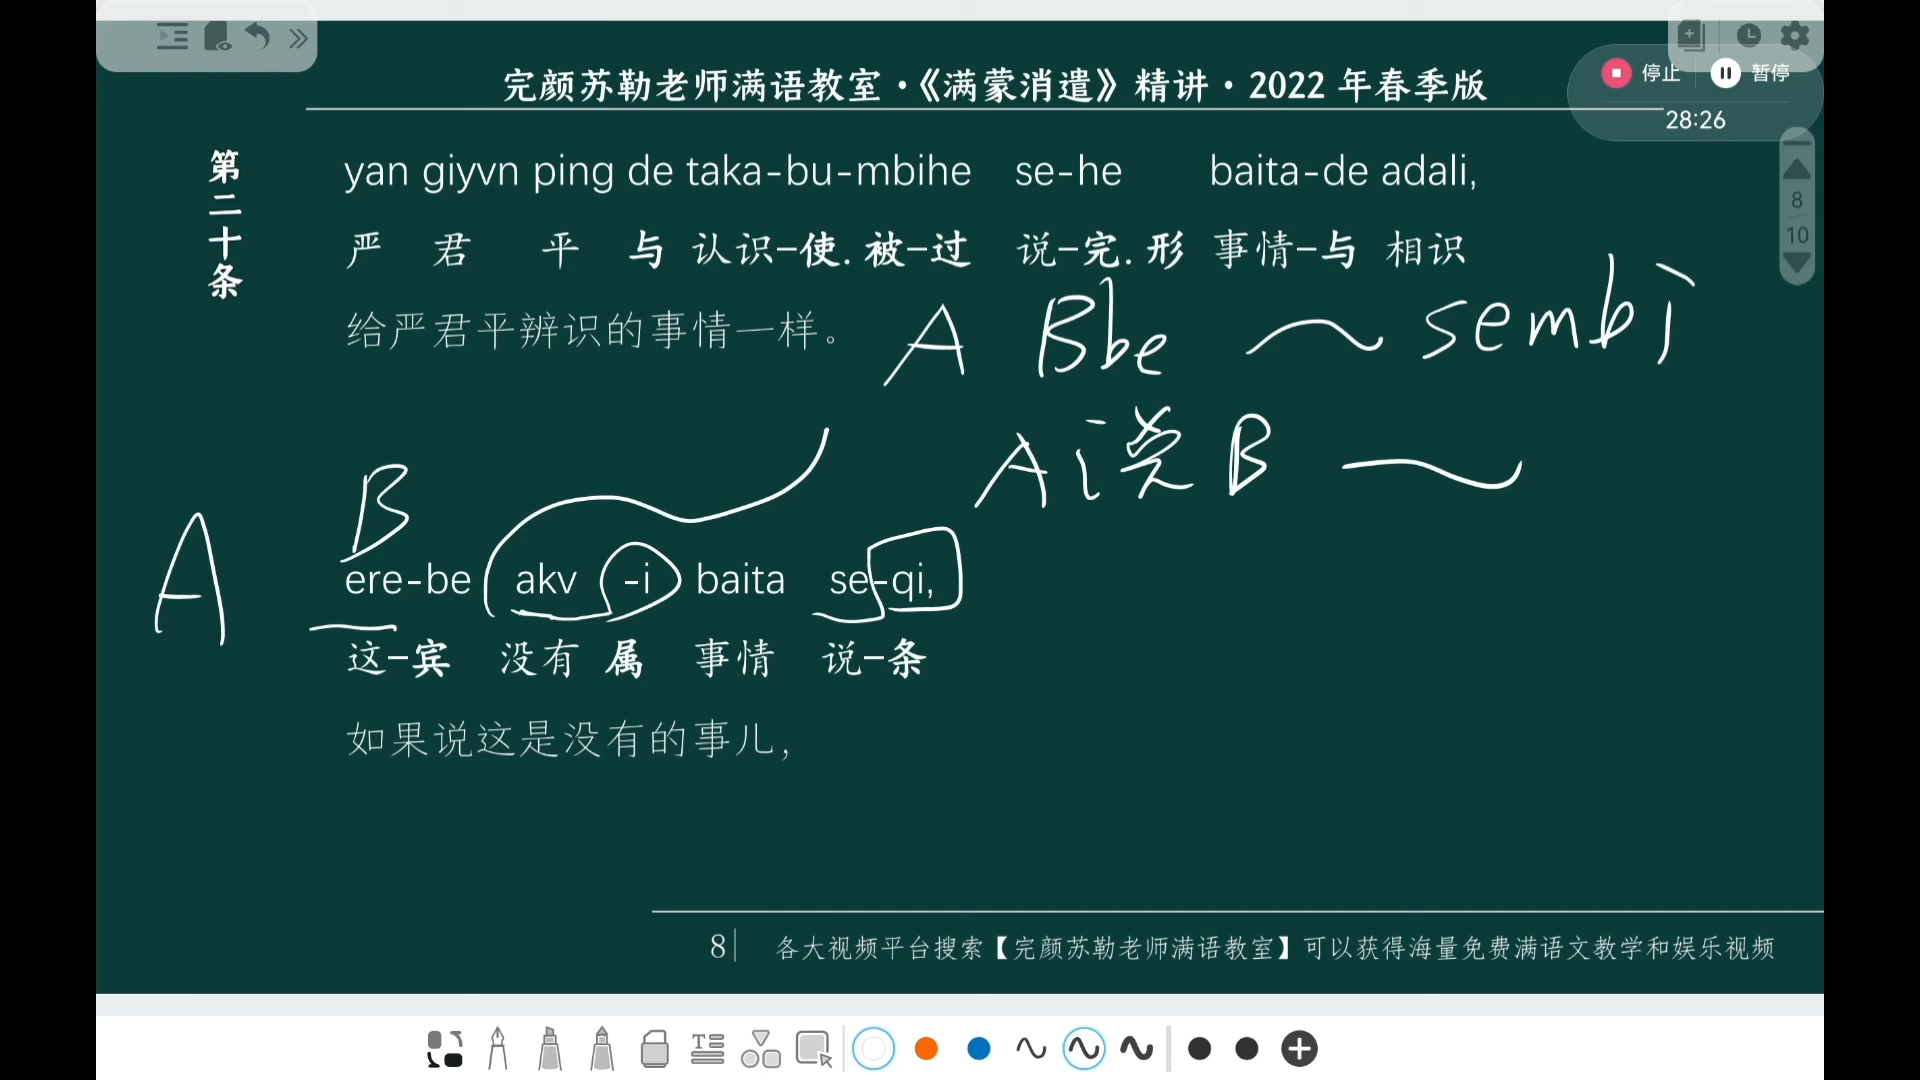 完颜苏勒老师满语教室·《满蒙消遣》精讲·2022 年春季版
停止 暂停
28:26
第二十条
8
10
yan giyvn ping de taka-bu-mbihe se-he baita-de adali,
严 君 平 与 认识-使.被-过 说-完.形 事情-与 相识
给严君平辨识的事情一样。
A Bbe ~ sembi
A i说 B ~
A
B
ere-be akv -i baita se-qi,
这-宾 没有 属 事情 说-条
如果说这是没有的事儿,
8 各大视频平台搜索【完颜苏勒老师满语教室】可以获得海量免费满语文教学和娱乐视频